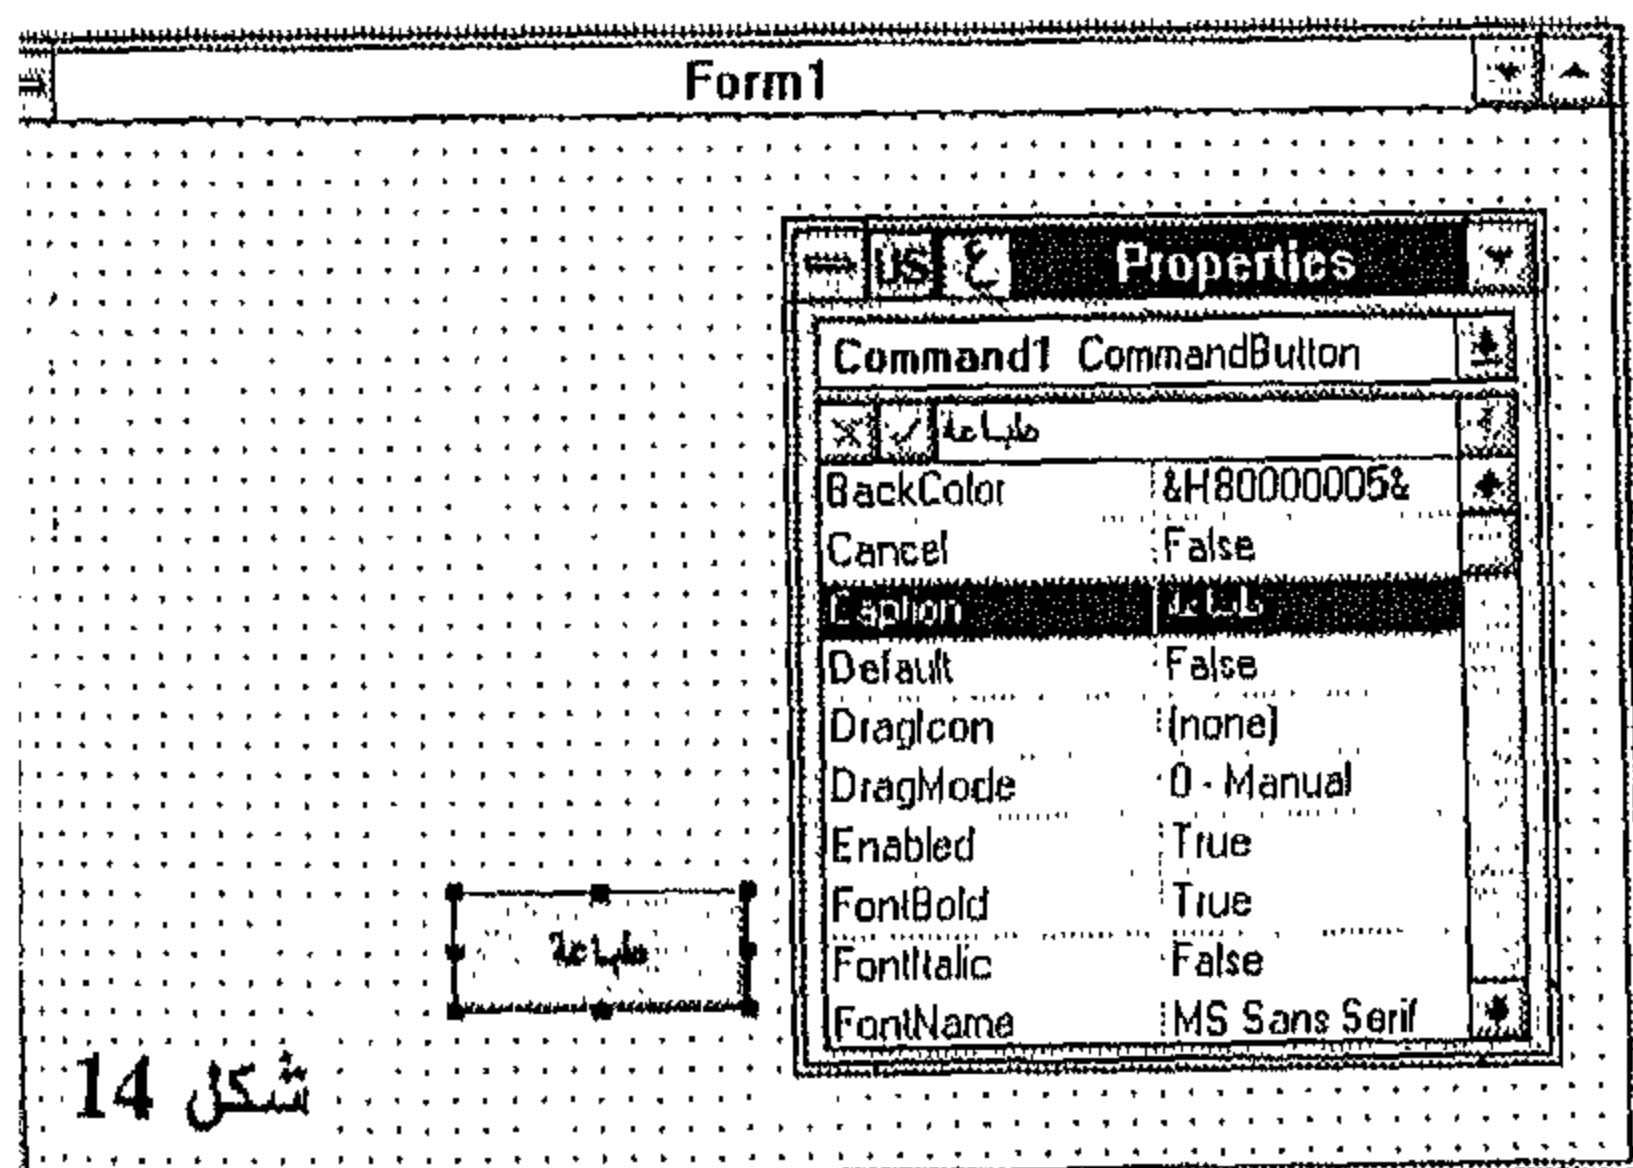 Form1
US ع Properties
Command1 CommandButton
طباعة
BackColor &H80000005&
Cancel False
Caption طباعة
Default False
DragIcon (none)
DragMode 0 - Manual
Enabled True
FontBold True
FontItalic False
FontName MS Sans Serif
طباعة
شكل 14